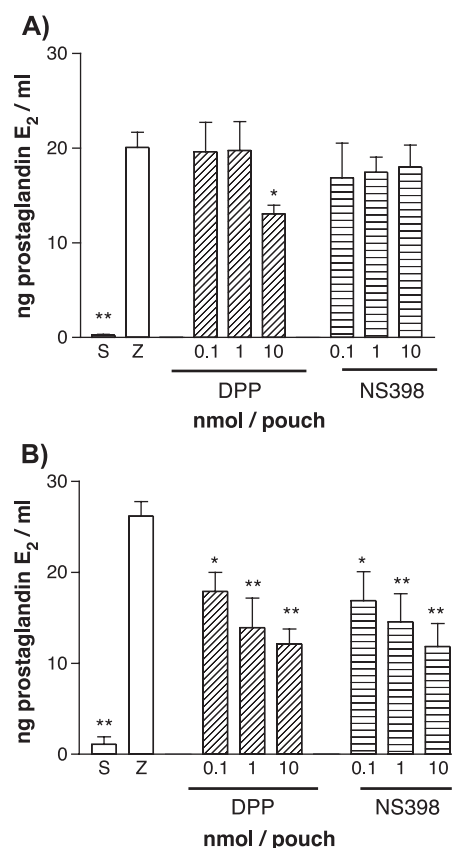 A)
ng prostaglandin E2 / ml
30
20
10
0
**
*
S Z 0.1 1 10 0.1 1 10
DPP NS398
nmol / pouch
B)
ng prostaglandin E2 / ml
30
20
10
0
**
* ** **
* ** **
S Z 0.1 1 10 0.1 1 10
DPP NS398
nmol / pouch